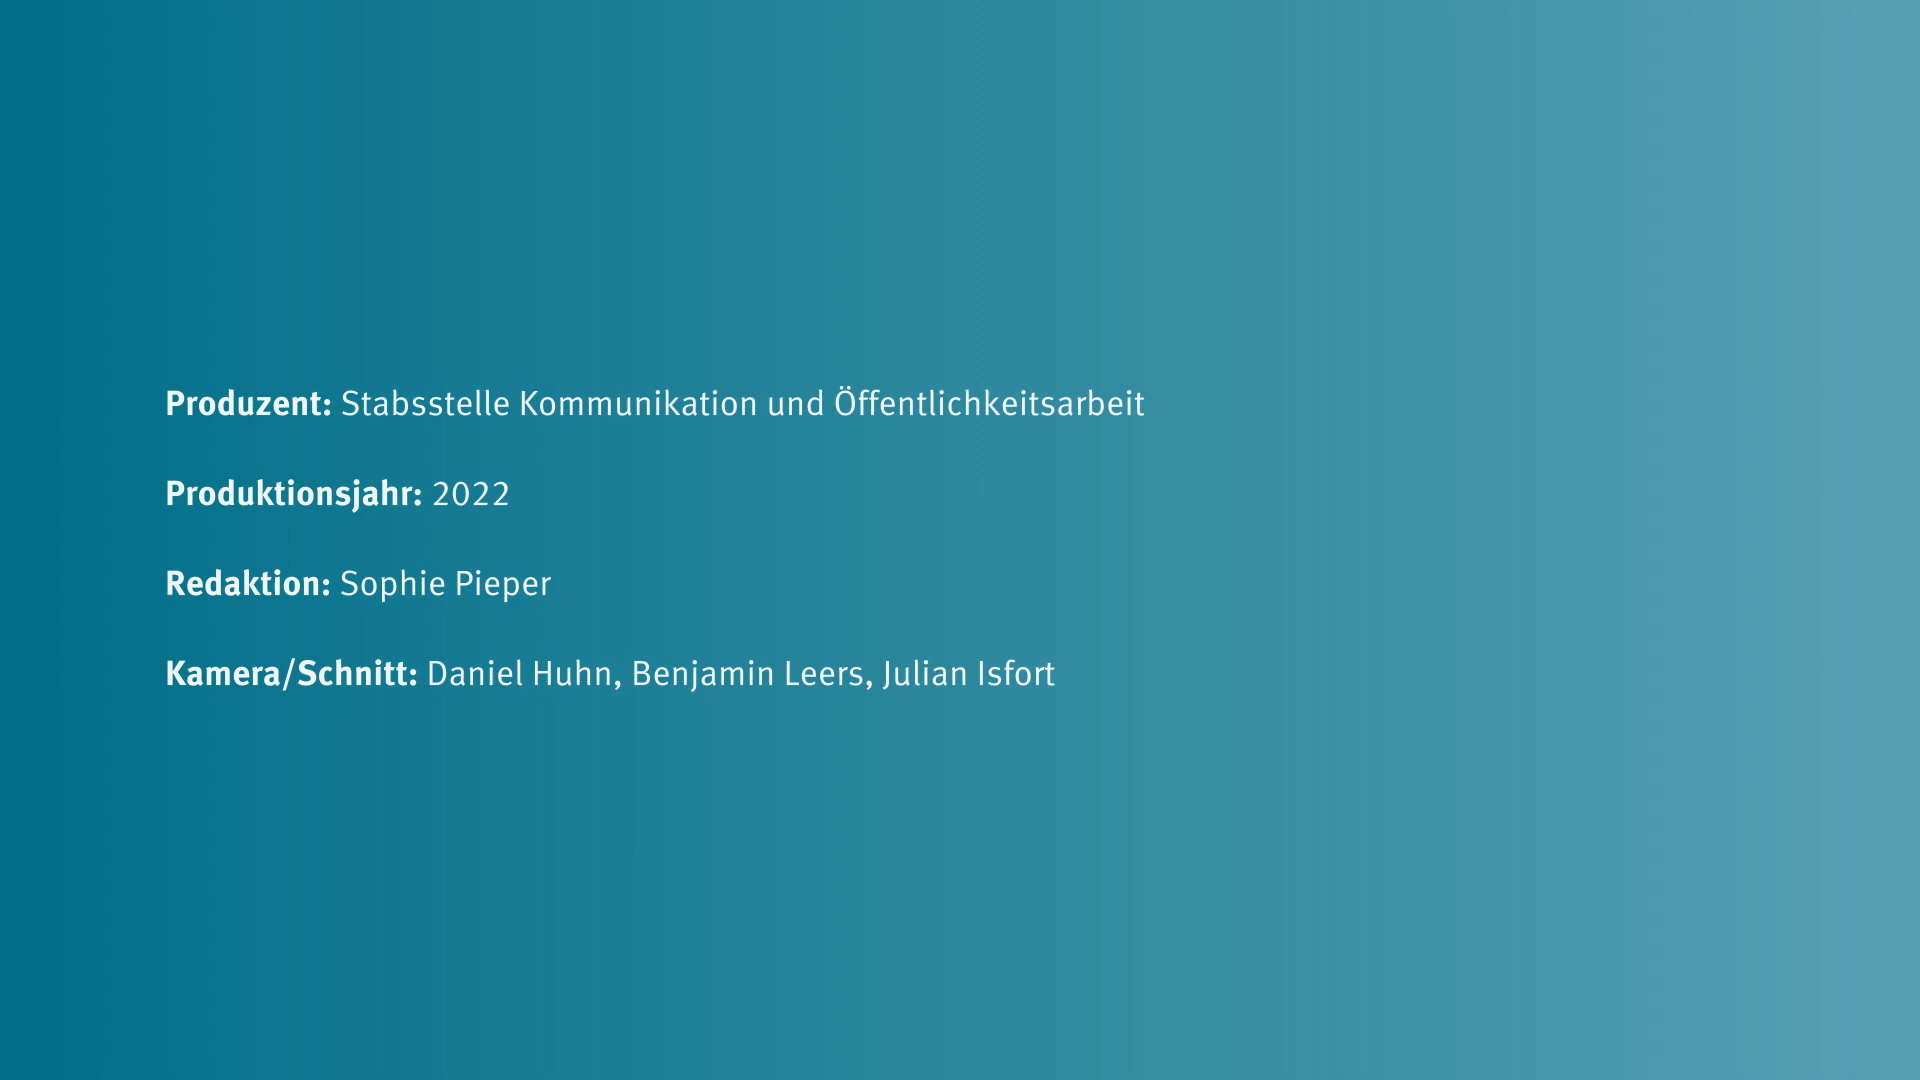 Produzent: Stabsstelle Kommunikation und Öffentlichkeitsarbeit
Produktionsjahr: 2022
Redaktion: Sophie Pieper
Kamera/Schnitt: Daniel Huhn, Benjamin Leers, Julian Isfort